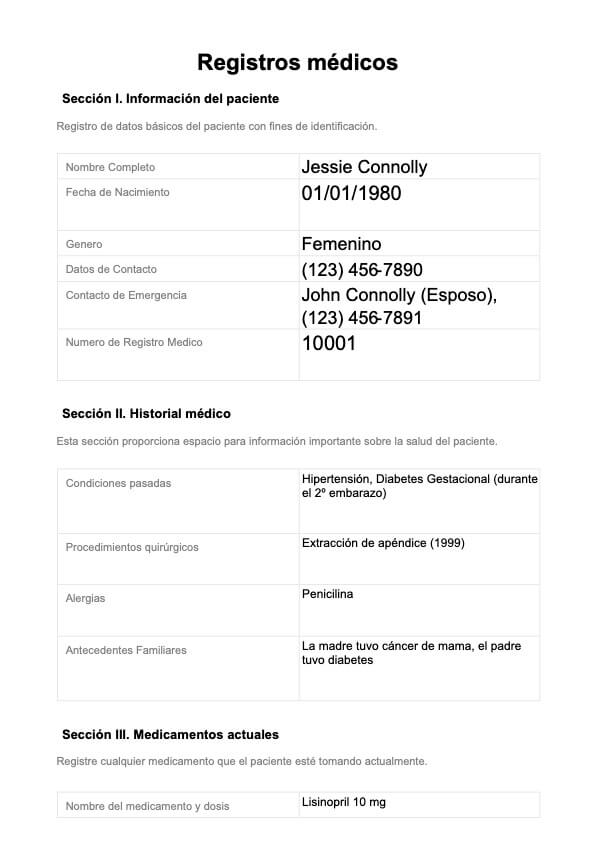 Registros médicos
Sección I. Información del paciente
Registro de datos básicos del paciente con fines de identificación.
Nombre Completo
Jessie Connolly
Fecha de Nacimiento
01/01/1980
Genero
Femenino
Datos de Contacto
(123) 456-7890
Contacto de Emergencia
John Connolly (Esposo),
(123) 456-7891
Numero de Registro Medico
10001
Sección II. Historial médico
Esta sección proporciona espacio para información importante sobre la salud del paciente.
Condiciones pasadas
Hipertensión, Diabetes Gestacional (durante
el 2º embarazo)
Procedimientos quirúrgicos
Extracción de apéndice (1999)
Alergias
Penicilina
Antecedentes Familiares
La madre tuvo cáncer de mama, el padre
tuvo diabetes
Sección III. Medicamentos actuales
Registre cualquier medicamento que el paciente esté tomando actualmente.
Nombre del medicamento y dosis
Lisinopril 10 mg